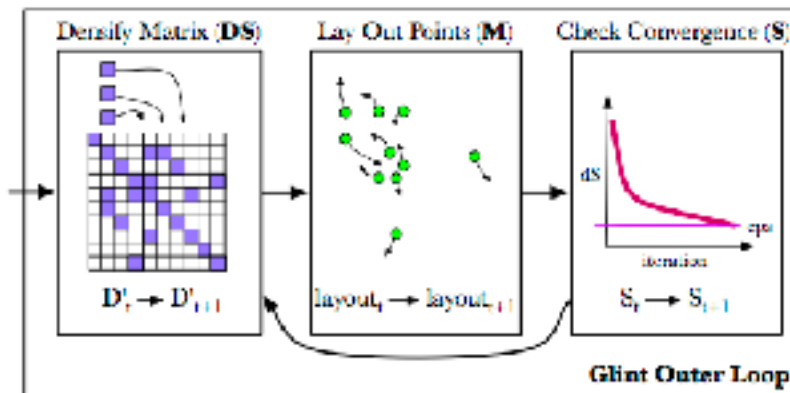 Densify Matrix (DS)
Lay Out Points (M)
Check Convergence (S)
dS
eps
iteration
D't → D't+1
layoutt → layoutt+1
St → St+1
Glint Outer Loop